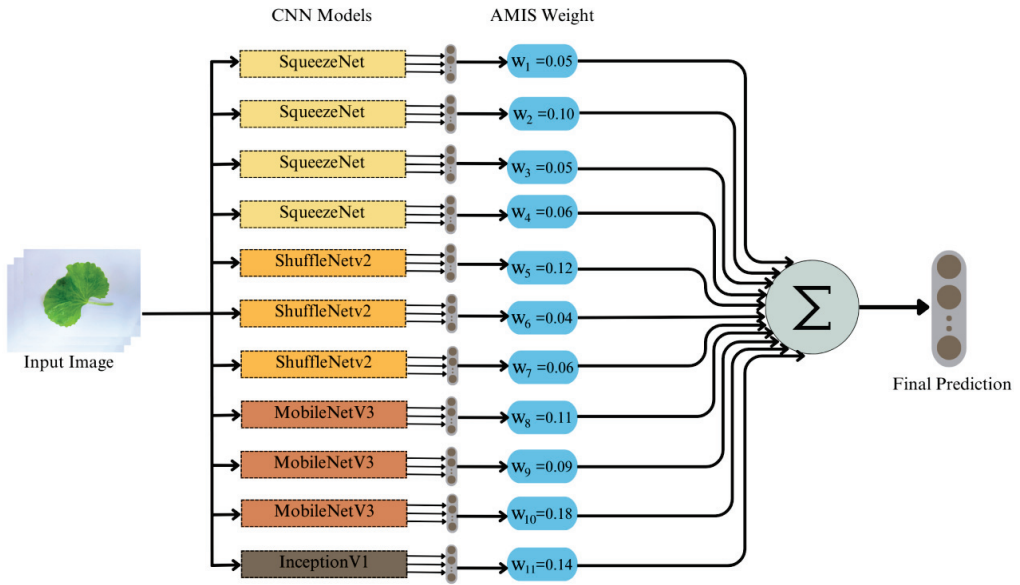 CNN Models
AMIS Weight
SqueezeNet
W1 =0.05
SqueezeNet
W2 =0.10
SqueezeNet
W3 =0.05
SqueezeNet
W4 =0.06
ShuffleNetv2
W5 =0.12
ShuffleNetv2
W6 =0.04
ShuffleNetv2
W7 =0.06
MobileNetV3
W8 =0.11
MobileNetV3
W9 =0.09
MobileNetV3
W10 =0.18
InceptionV1
W11 =0.14
Input Image
Σ
Final Prediction